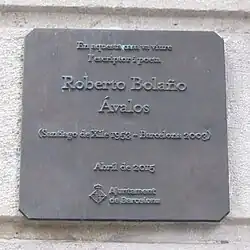 En aquesta casa va viure
l'escriptor i poeta
Roberto Bolaño
Ávalos
(Santiago de Xile 1953 - Barcelona 2003)
Abril de 2015
Ajuntament
de Barcelona